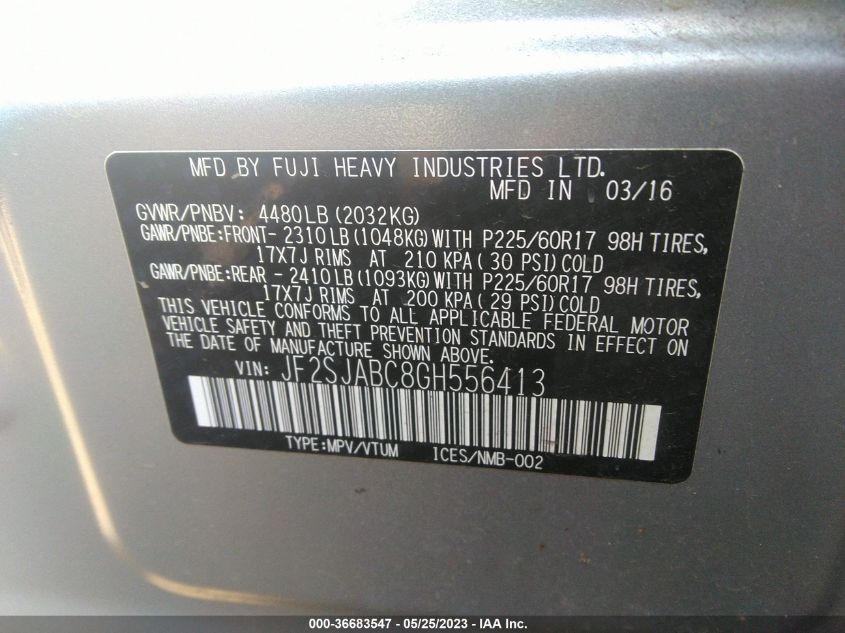 MFD BY FUJI HEAVY INDUSTRIES LTD.
MFD IN 03/16
GVWR/PNBV: 4480LB (2032KG)
GAWR/PNBE:FRONT- 2310LB (1048KG) WITH P225/60R17 98H TIRES,
17X7J RIMS AT 210 KPA ( 30 PSI) COLD
GAWR/PNBE:REAR - 2410LB (1093KG) WITH P225/60R17 98H TIRES,
17X7J RIMS AT 200 KPA ( 29 PSI) COLD
THIS VEHICLE CONFORMS TO ALL APPLICABLE FEDERAL MOTOR
VEHICLE SAFETY AND THEFT PREVENTION STANDARDS IN EFFECT ON
THE DATE OF MANUFACTURE SHOWN ABOVE.
VIN: JF2SJABC8GH556413
TYPE:MPV/VTUM ICES/NMB-002
000-36683547 - 05/25/2023 - IAA Inc.